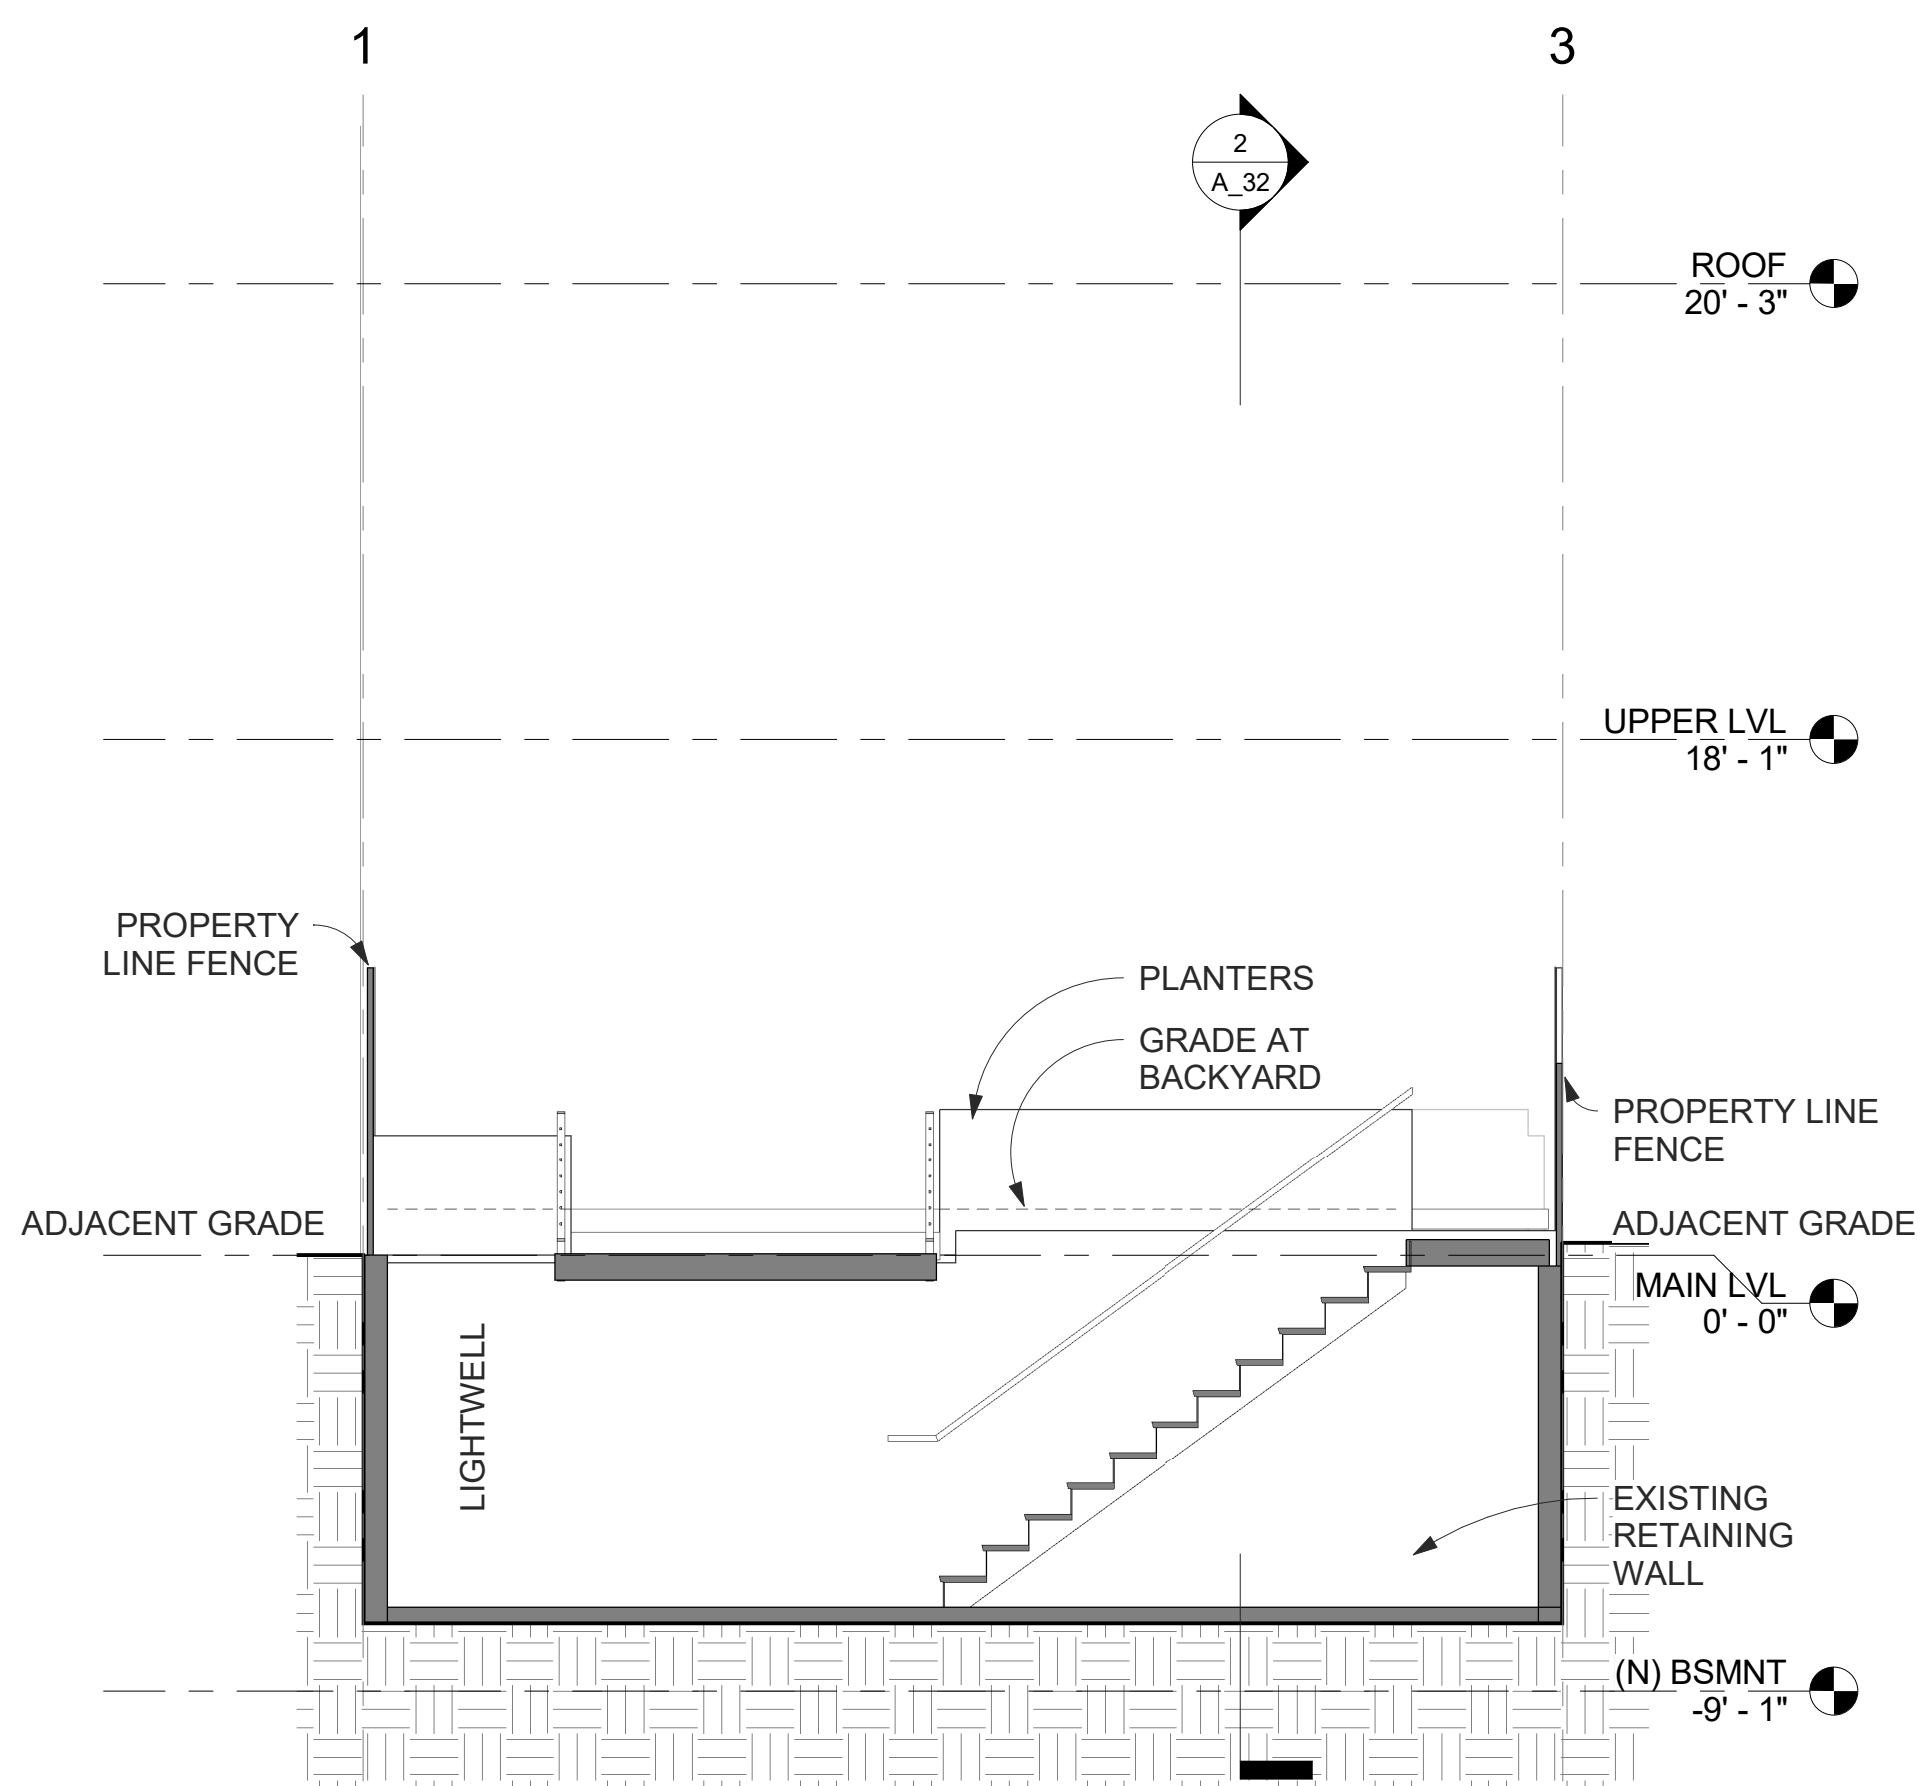 1
3
2
A_32
ROOF
20' - 3"
UPPER LVL
18' - 1"
PROPERTY
LINE FENCE
PLANTERS
GRADE AT
BACKYARD
PROPERTY LINE
FENCE
ADJACENT GRADE
ADJACENT GRADE
MAIN LVL
0' - 0"
LIGHTWELL
EXISTING
RETAINING
WALL
(N) BSMNT
-9' - 1"